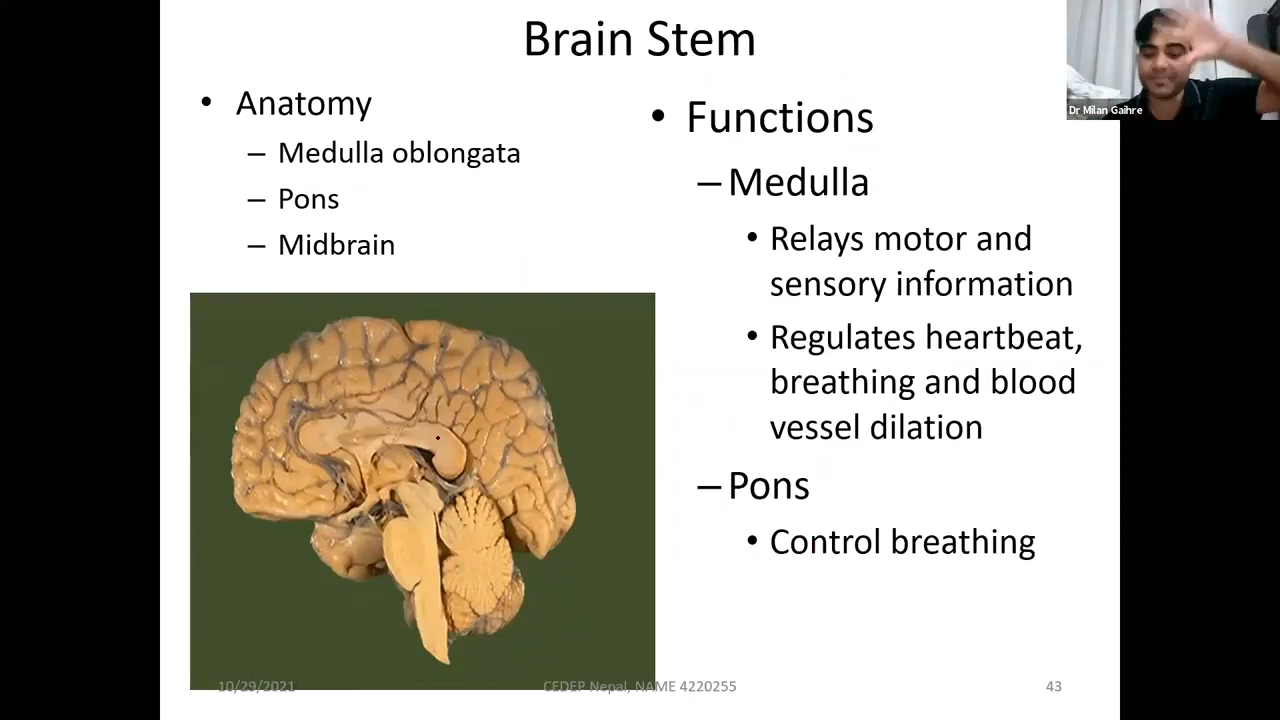 Brain Stem
• Anatomy
– Medulla oblongata
– Pons
– Midbrain
• Functions
– Medulla
• Relays motor and
sensory information
• Regulates heartbeat,
breathing and blood
vessel dilation
– Pons
• Control breathing
Dr Milan Gaihre
10/29/2021
CEDEP Nepal, NAME 4220255
43